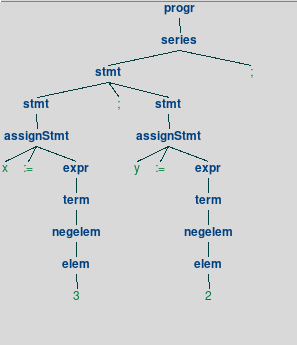 progr
series
stmt ;
stmt ; stmt
assignStmt assignStmt
x := expr y := expr
term term
negelem negelem
elem elem
3 2